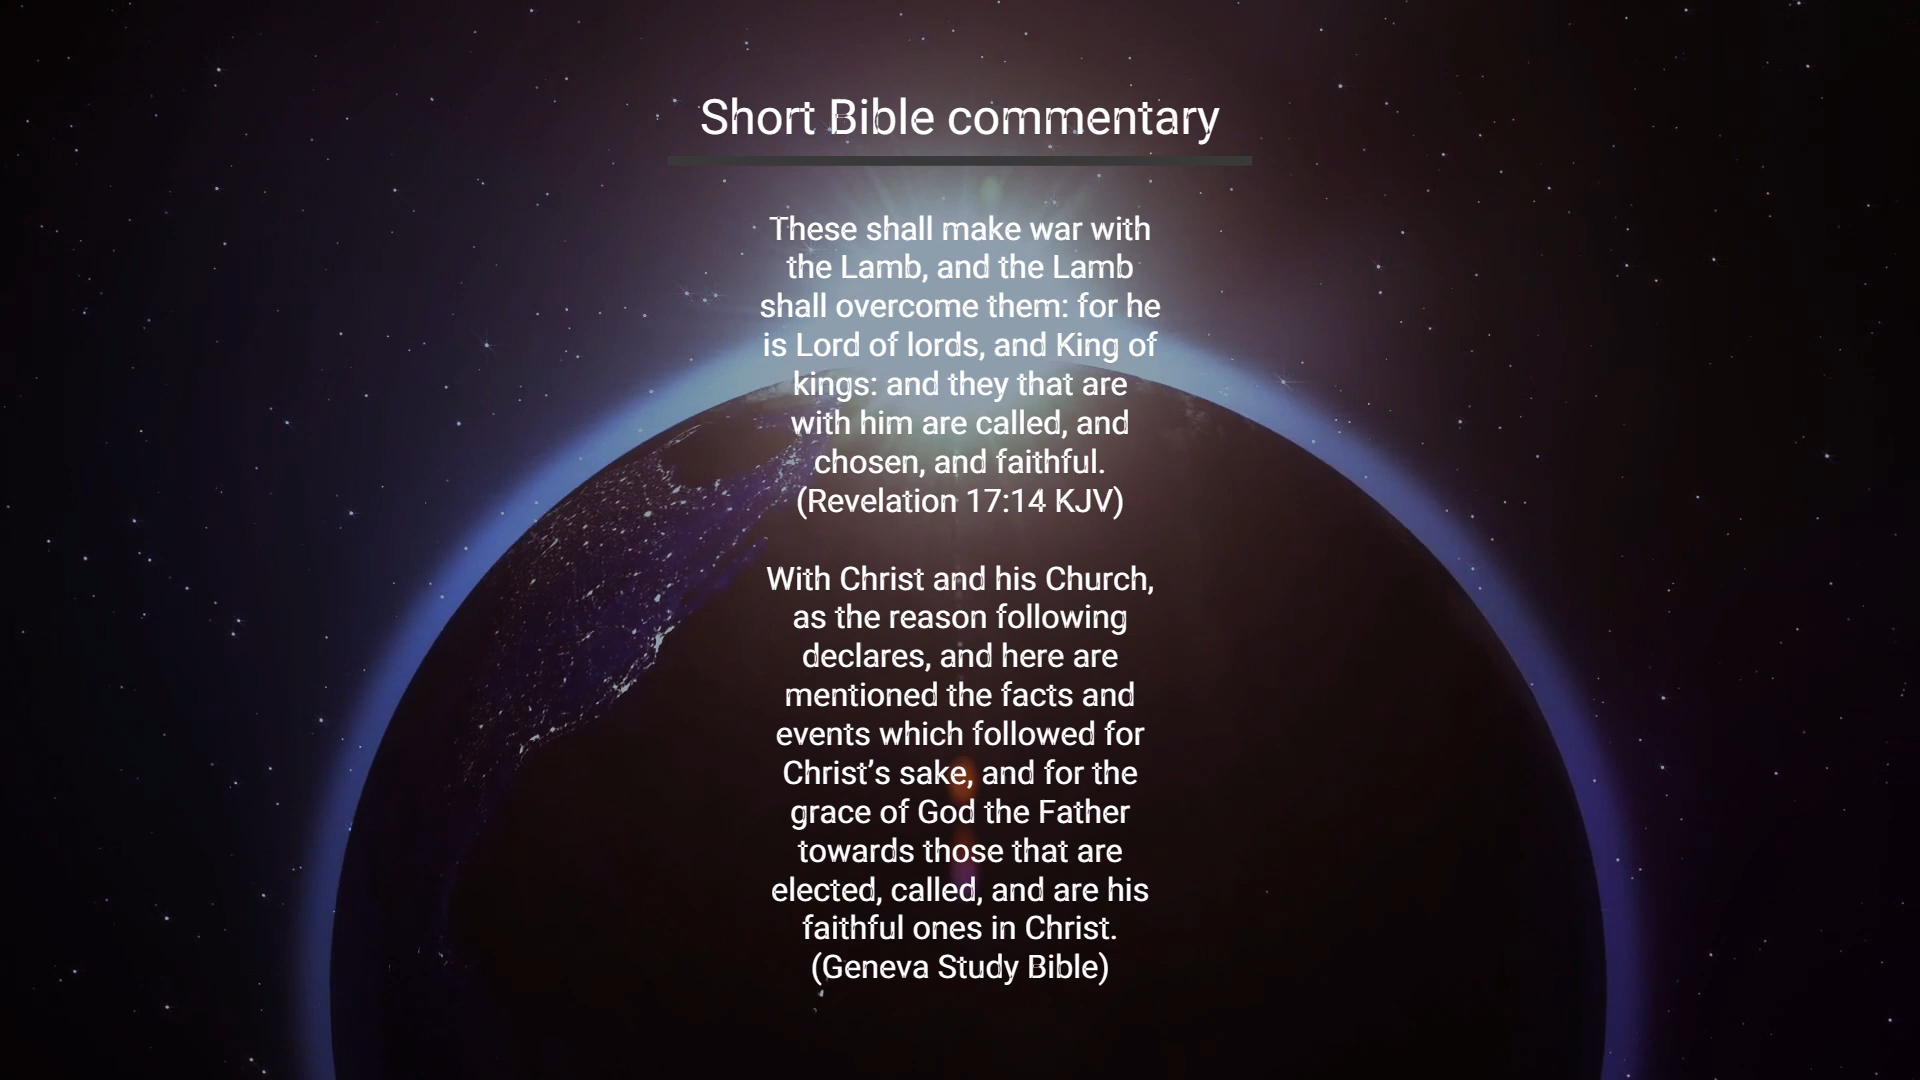 Short Bible commentary
These shall make war with
the Lamb, and the Lamb
shall overcome them: for he
is Lord of lords, and King of
kings: and they that are
with him are called, and
chosen, and faithful.
(Revelation 17:14 KJV)
With Christ and his Church,
as the reason following
declares, and here are
mentioned the facts and
events which followed for
Christ’s sake, and for the
grace of God the Father
towards those that are
elected, called, and are his
faithful ones in Christ.
(Geneva Study Bible)